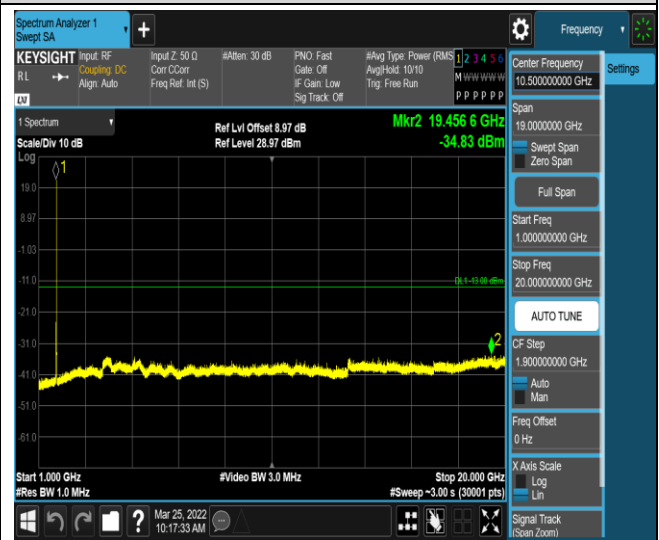 Spectrum Analyzer 1
Swept SA
+
Frequency
KEYSIGHT
RL
LXI
Input: RF
Coupling: DC
Align: Auto
Input Z: 50 Ω
Corr CCorr
Freq Ref: Int (S)
#Atten: 30 dB
PNO: Fast
Gate: Off
IF Gain: Low
Sig Track: Off
#Avg Type: Power (RMS
Avg|Hold: 10/10
Trig: Free Run
1 2 3 4 5 6
M W W W W W
P P P P P P
Center Frequency
10.500000000 GHz
Settings
Span
19.0000000 GHz
Swept Span
Zero Span
Full Span
Start Freq
1.000000000 GHz
Stop Freq
20.000000000 GHz
AUTO TUNE
CF Step
1.900000000 GHz
Auto
Man
Freq Offset
0 Hz
X Axis Scale
Log
Lin
Signal Track
(Span Zoom)
1 Spectrum
Scale/Div 10 dB
Ref Lvl Offset 8.97 dB
Ref Level 28.97 dBm
Mkr2 19.456 6 GHz
-34.83 dBm
Log
1
19.0
8.97
-1.03
-11.0
DL1 -13.00 dBm
-21.0
-31.0
2
-41.0
-51.0
-61.0
Start 1.000 GHz
#Video BW 3.0 MHz
Stop 20.000 GHz
#Res BW 1.0 MHz
#Sweep ~3.00 s (30001 pts)
?
Mar 25, 2022
10:17:33 AM